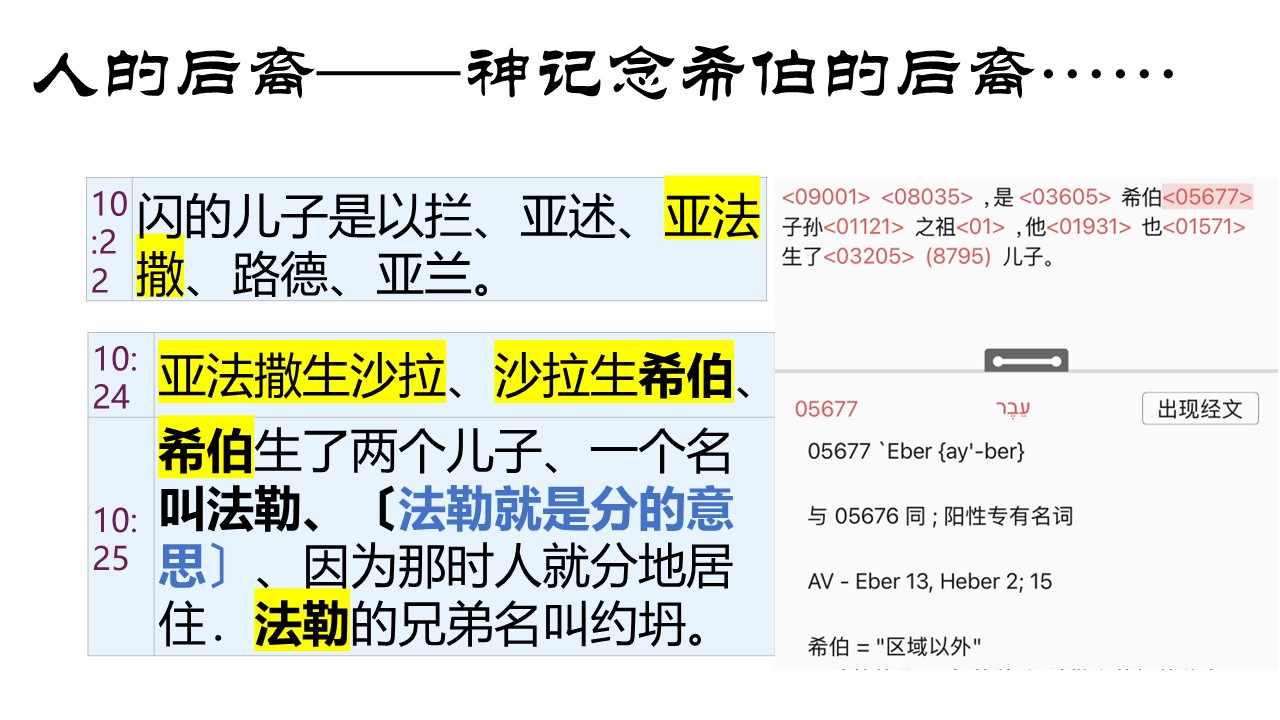 人的后裔——神记念希伯的后裔……
10
:2
2
闪的儿子是以拦、亚述、亚法
撒、路德、亚兰。
10:
24
亚法撒生沙拉、沙拉生希伯、
10:
25
希伯生了两个儿子、一个名
叫法勒、〔法勒就是分的意
思〕、因为那时人就分地居
住．法勒的兄弟名叫约坍。
<09001> <08035> ,是 <03605> 希伯<05677>
子孙<01121> 之祖<01> ,他<01931> 也<01571>
生了<03205> (8795) 儿子。
05677 עֵבֶר 出现经文
05677 `Eber {ay'-ber}
与 05676 同 ; 阳性专有名词
AV - Eber 13, Heber 2; 15
希伯 = "区域以外"